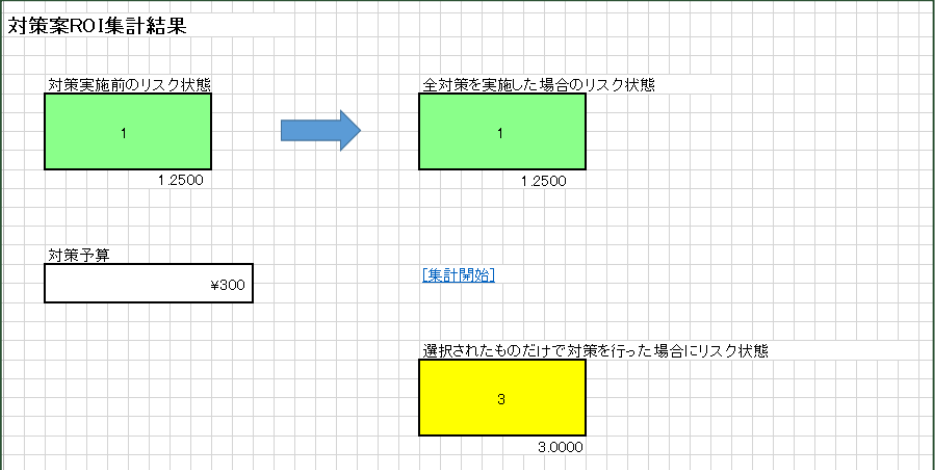 対策案ROI集計結果
対策実施前のリスク状態
全対策を実施した場合のリスク状態
1
1
1.2500
1.2500
対策予算
¥300
[集計開始]
選択されたものだけで対策を行った場合にリスク状態
3
3.0000